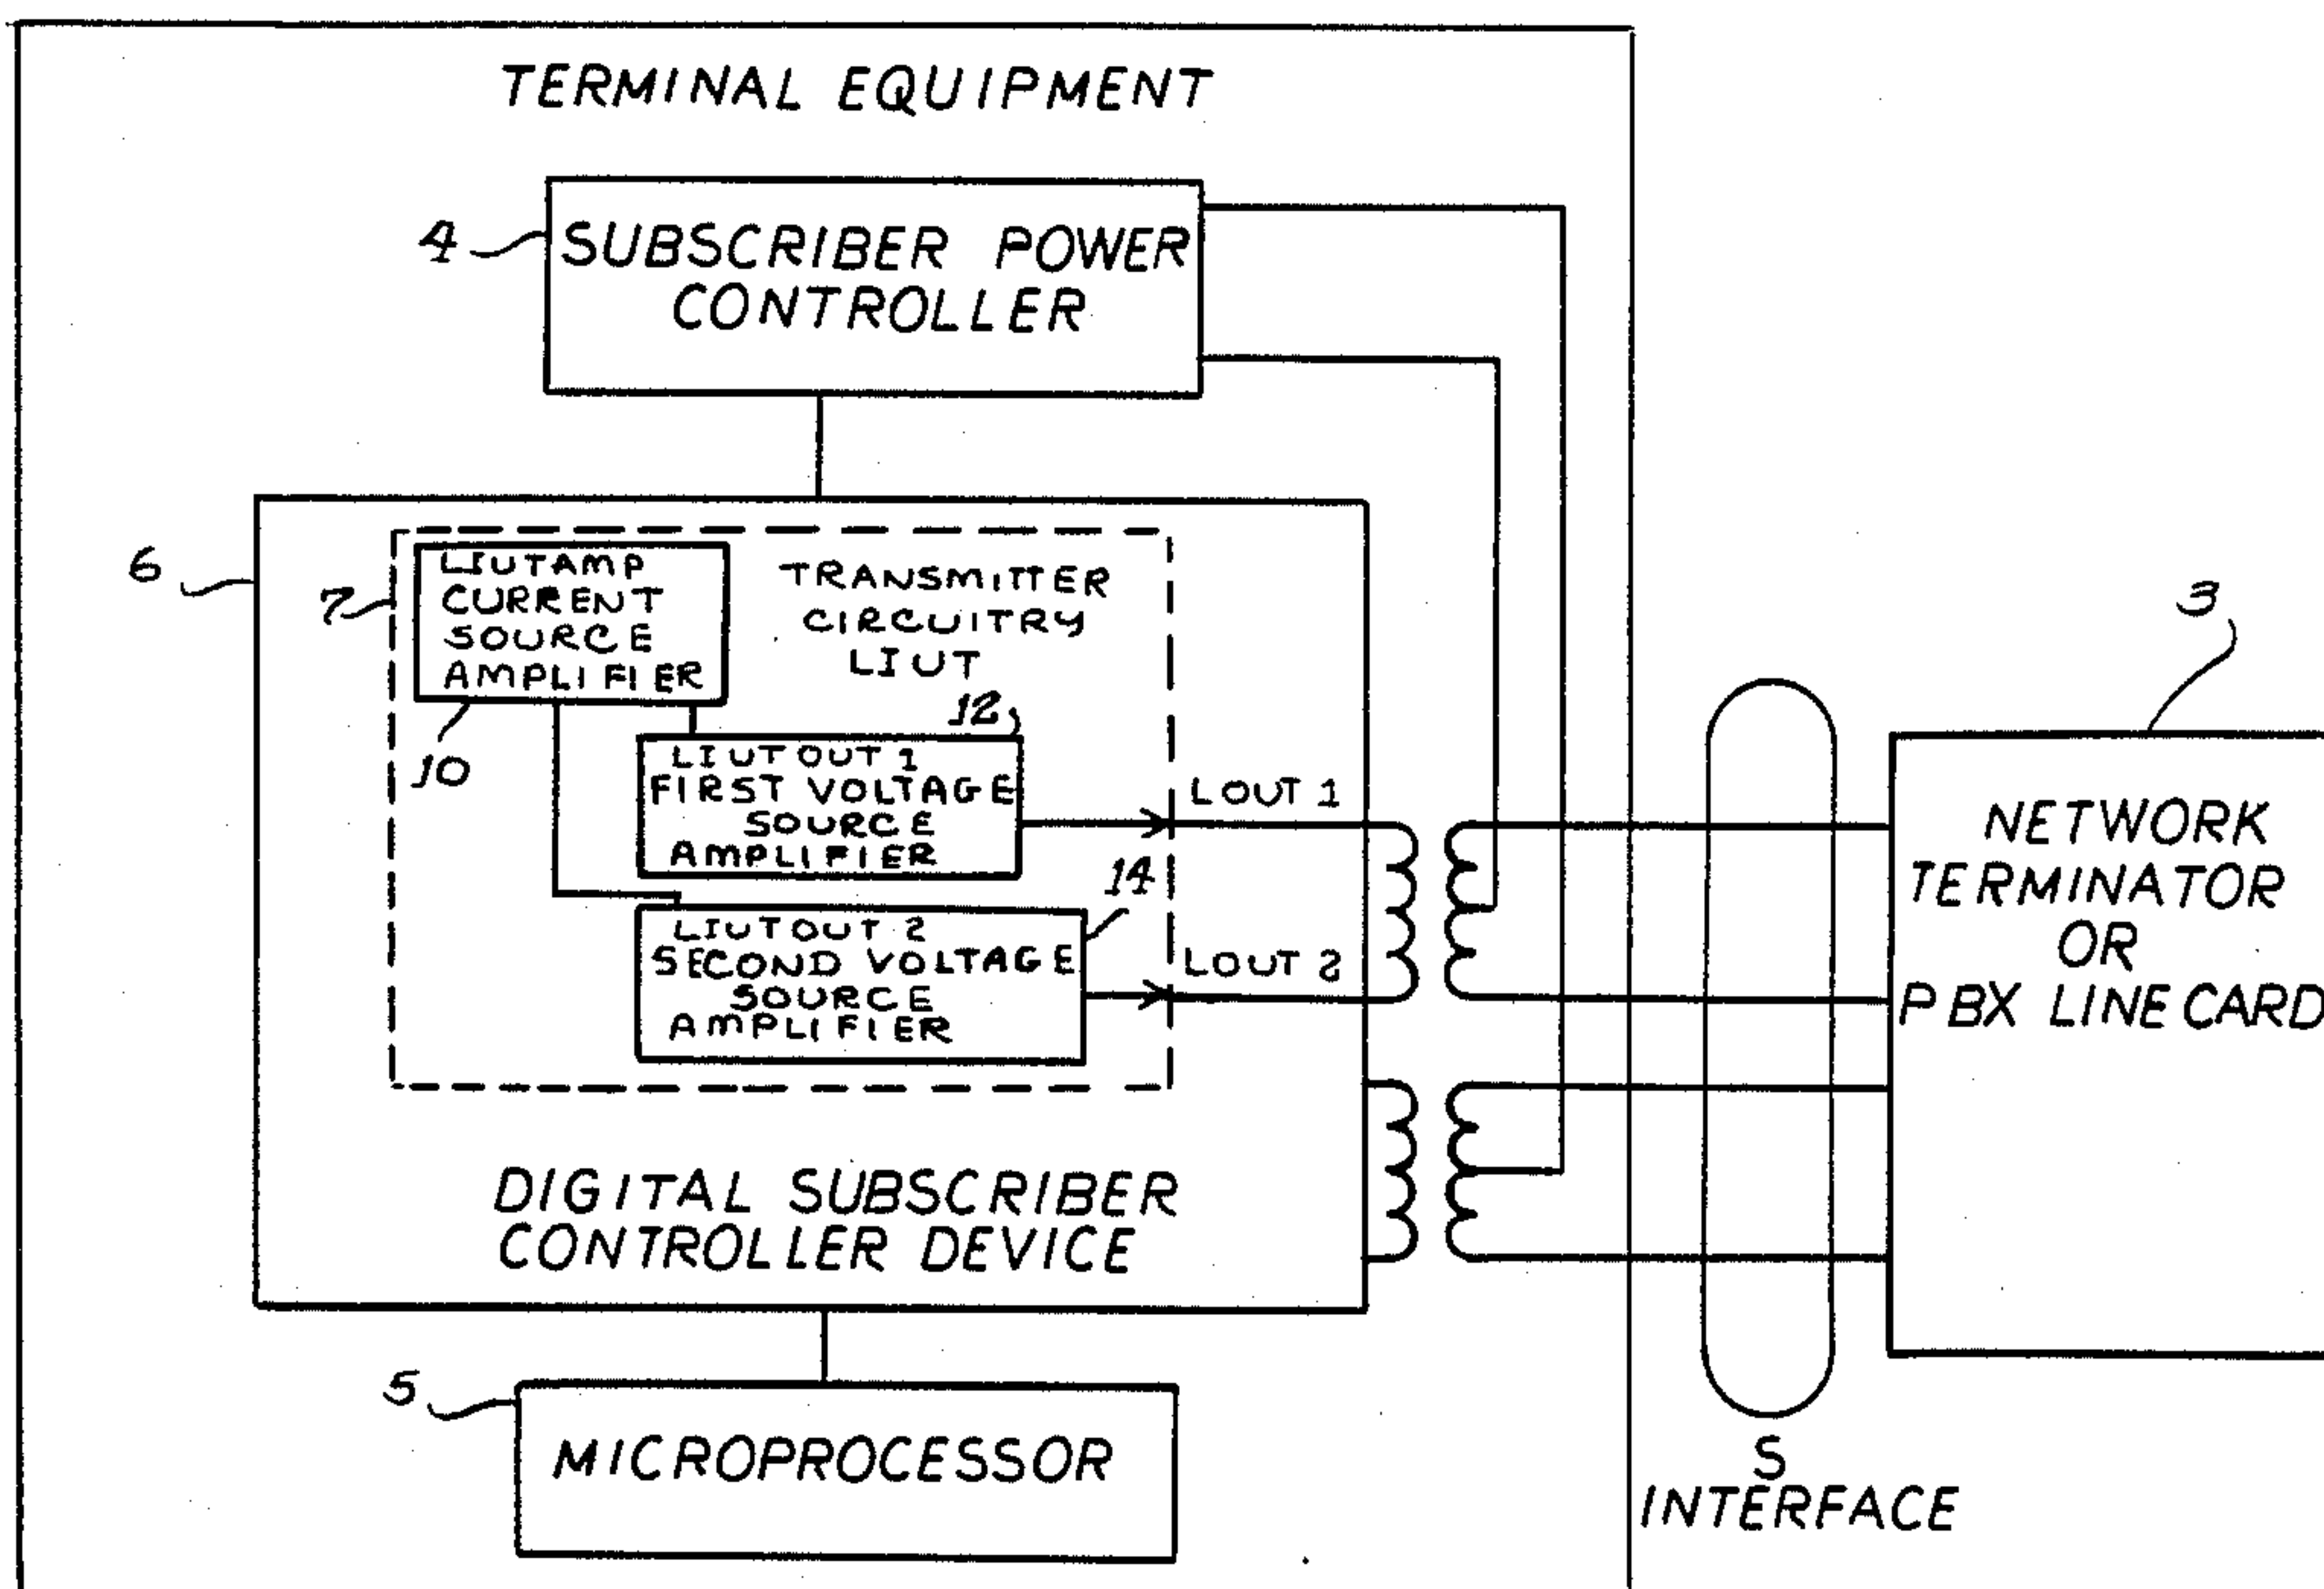 TERMINAL EQUIPMENT
4
SUBSCRIBER POWER
CONTROLLER
6
7
LIUTAMP
CURRENT
SOURCE
AMPLIFIER
10
TRANSMITTER
CIRCUITRY
LIUT
12
LIUTOUT 1
FIRST VOLTAGE
SOURCE
AMPLIFIER
LOUT 1
14
LIUTOUT 2
SECOND VOLTAGE
SOURCE
AMPLIFIER
LOUT 2
DIGITAL SUBSCRIBER
CONTROLLER DEVICE
5
MICROPROCESSOR
3
NETWORK
TERMINATOR
OR
PBX LINE CARD
S
INTERFACE